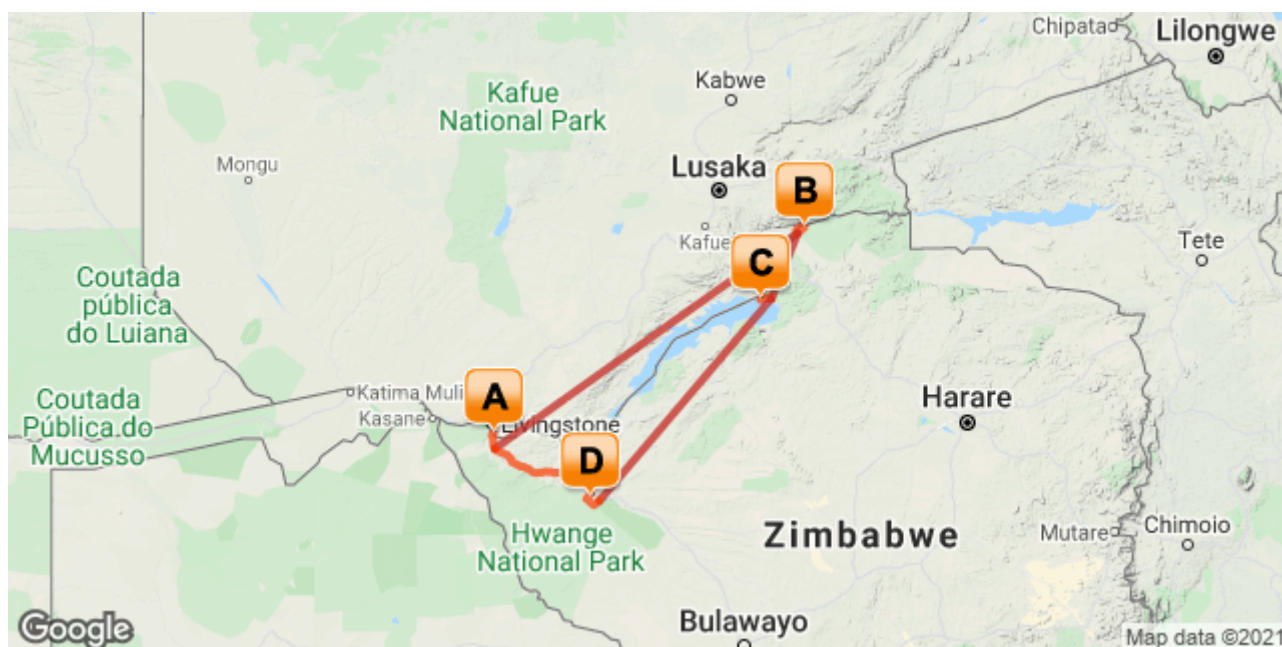 Chipata
Lilongwe
Kabwe
Kafue
National Park
Mongu
Lusaka
B
Kafue
Tete
C
Coutada
pública
do Luiana
Katima Muli
A
Harare
Coutada
Pública do
Mucusso
Kasane
Livingstone
D
Hwange
National Park
Zimbabwe
Mutare
Chimoio
Bulawayo
Google
Map data ©2021